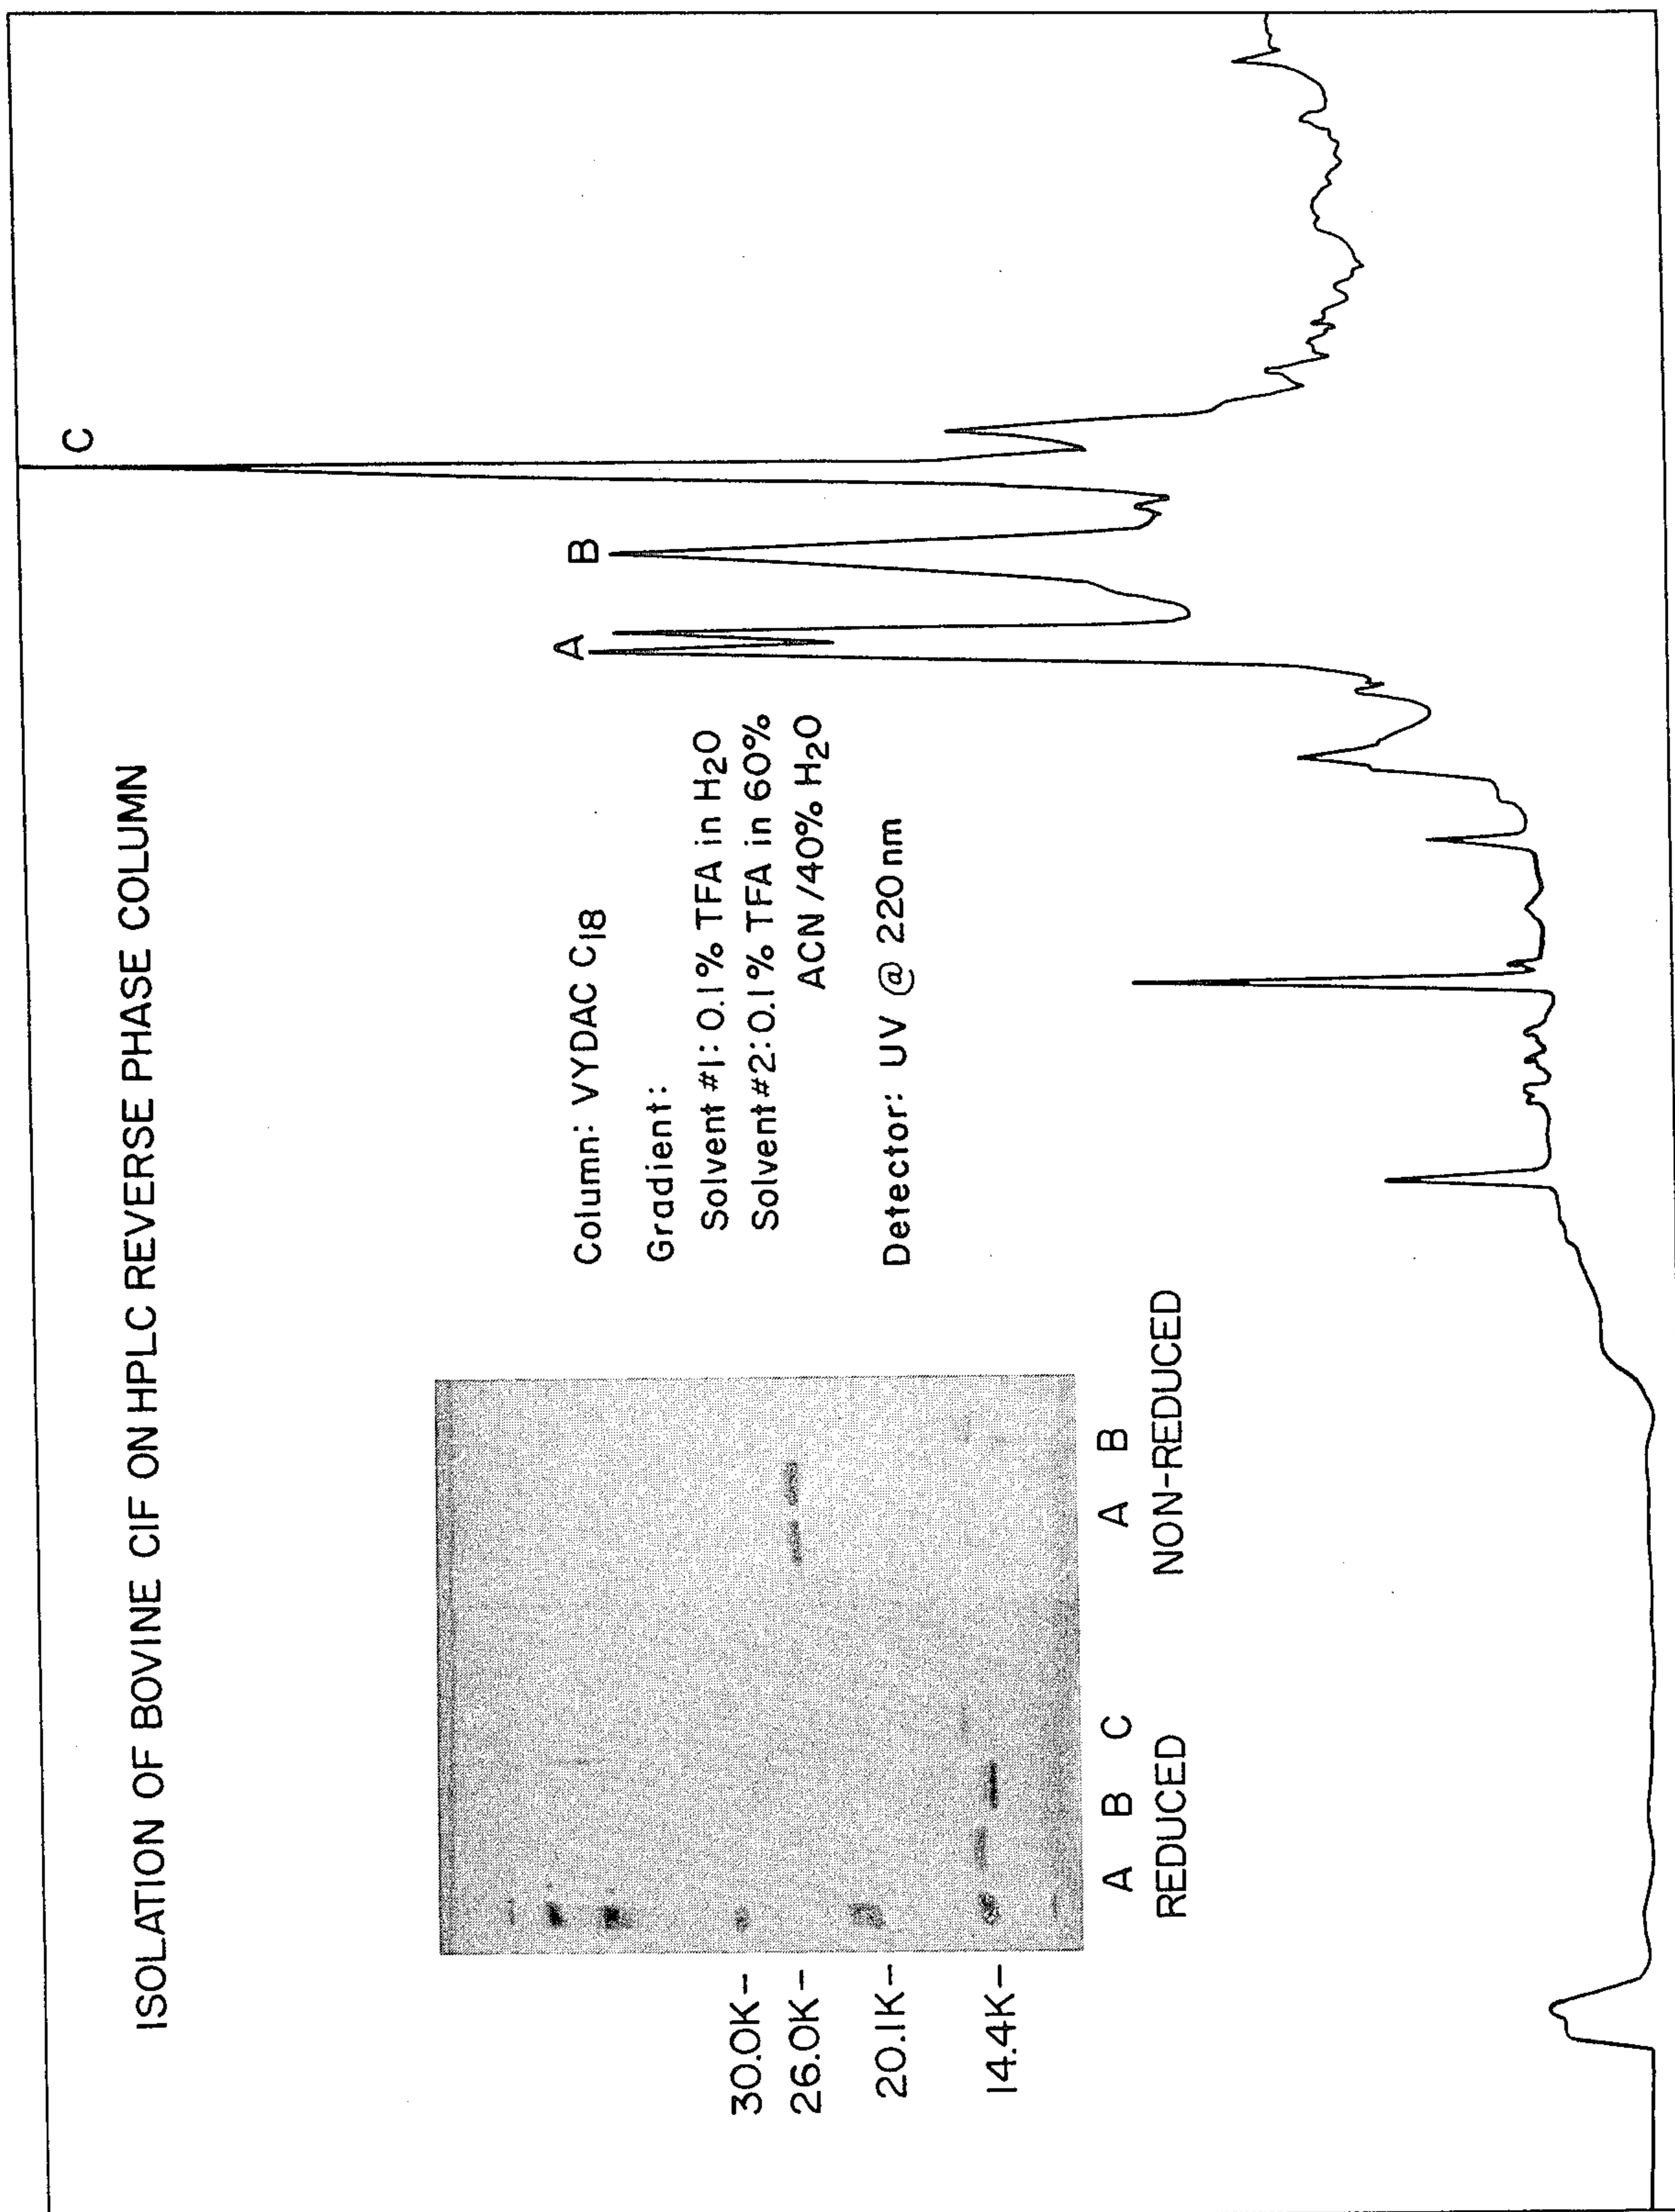 ISOLATION OF BOVINE CIF ON HPLC REVERSE PHASE COLUMN
C
B
A
Column: VYDAC C18
Gradient:
Solvent #1: 0.1% TFA in H2O
Solvent #2: 0.1% TFA in 60%
ACN /40% H2O
Detector: UV @ 220nm
30.0K-
26.0K-
20.1K-
14.4K-
A B C A B
REDUCED NON-REDUCED